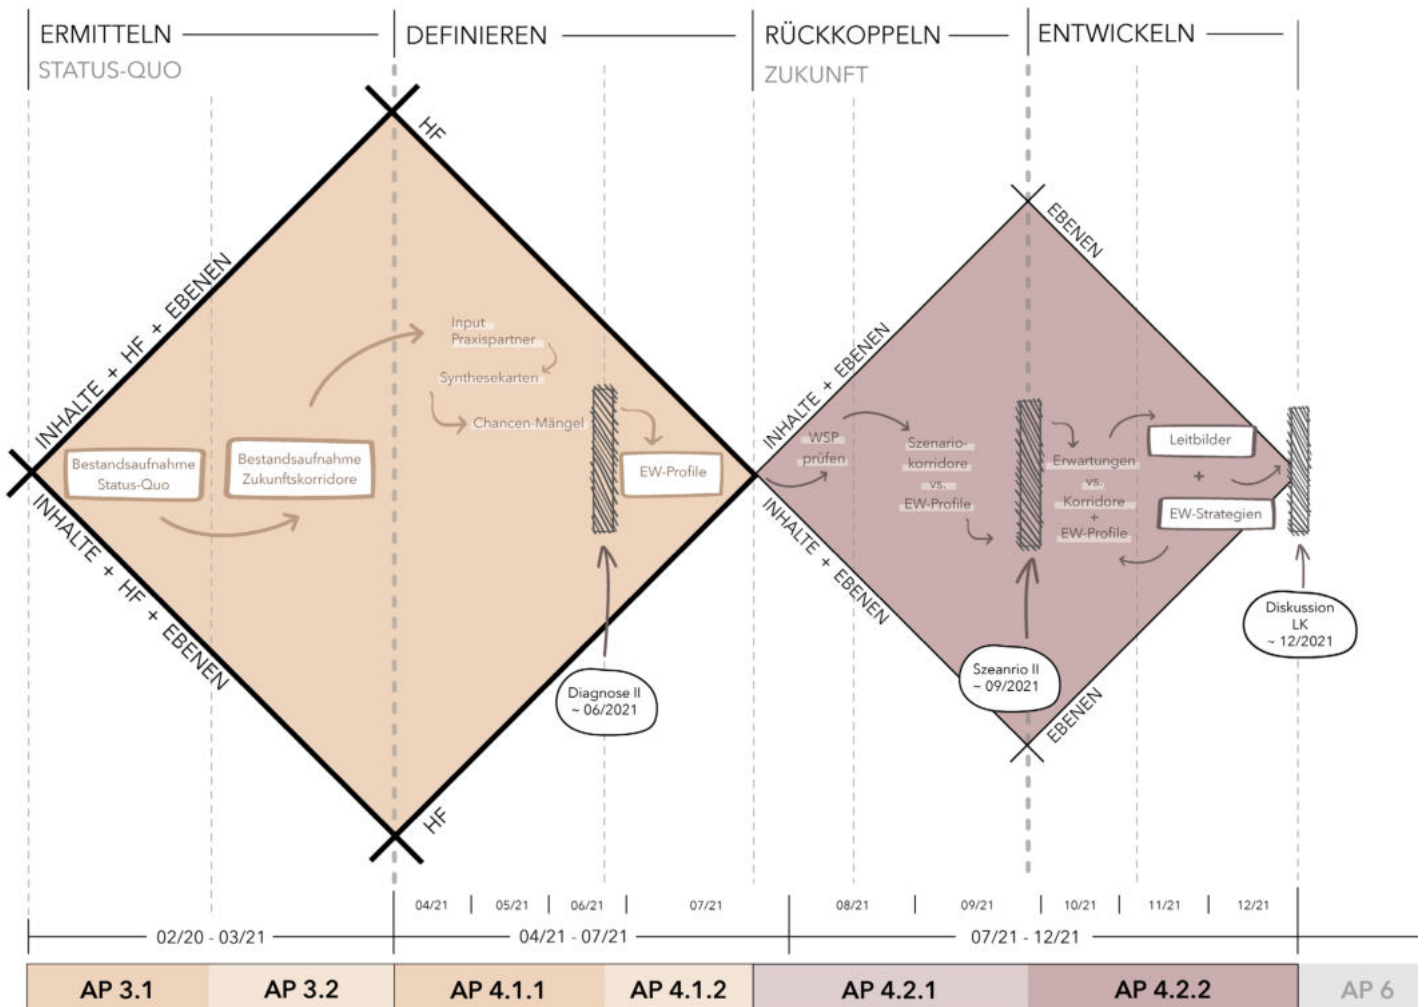 ERMITTELN
DEFINIEREN
RÜCKKOPPELN
ENTWICKELN
STATUS-QUO
ZUKUNFT
HF
INHALTE + HF + EBENEN
INHALTE + HF + EBENEN
HF
Bestandsaufnahme
Status-Quo
Bestandsaufnahme
Zukunftskorridore
Input
Praxispartner
Synthesekarten
Chancen-Mängel
EW-Profile
Diagnose II
~ 06/2021
EBENEN
INHALTE + EBENEN
INHALTE + EBENEN
EBENEN
WSP
prüfen
Szenario-
korridore
vs.
EW-Profile
Szeanrio II
~ 09/2021
Erwartungen
vs.
Korridore
+
EW-Profile
Leitbilder
+
EW-Strategien
Diskussion
LK
~ 12/2021
04/21
05/21
06/21
07/21
08/21
09/21
10/21
11/21
12/21
02/20 - 03/21
04/21 - 07/21
07/21 - 12/21
AP 3.1
AP 3.2
AP 4.1.1
AP 4.1.2
AP 4.2.1
AP 4.2.2
AP 6